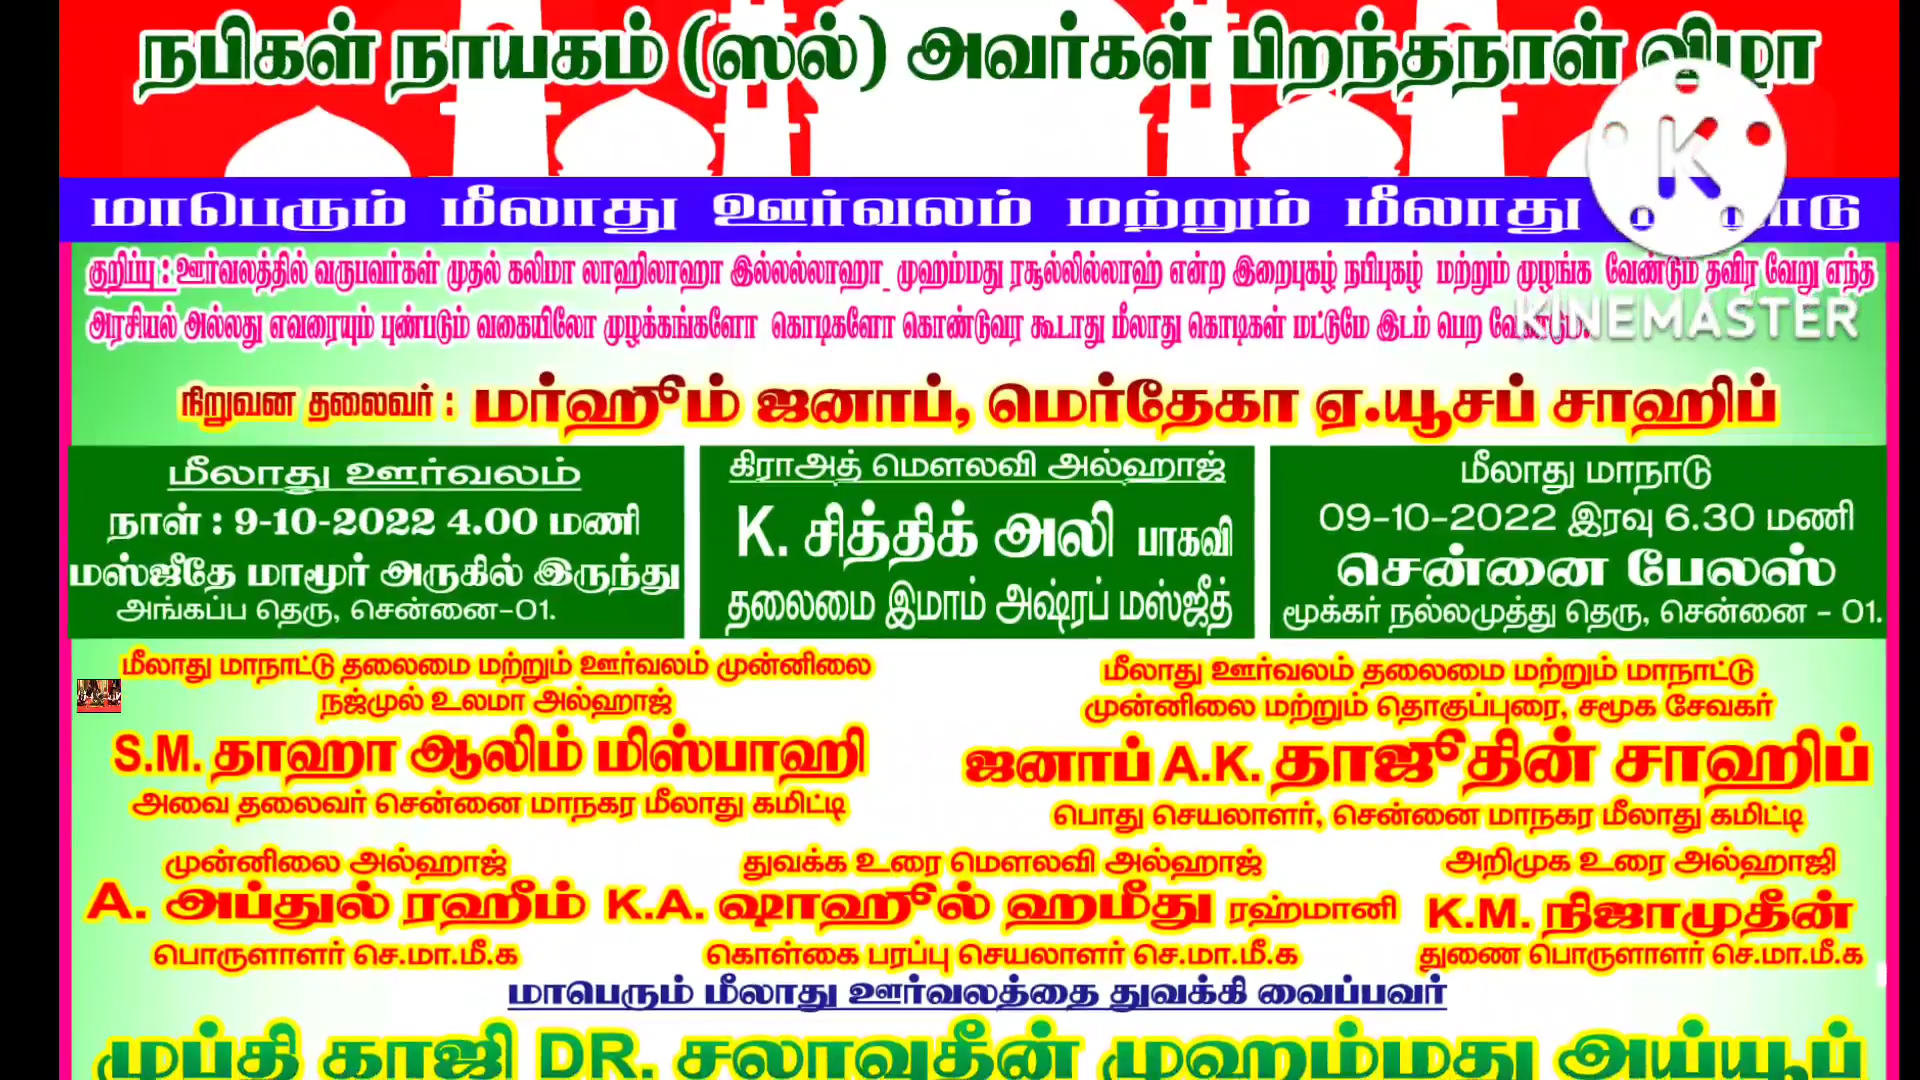 நபிகள் நாயகம் (ஸல்) அவர்கள் பிறந்தநாள் விழா
மாபெரும் மீலாது ஊர்வலம் மற்றும் மீலாது
குறிப்பு : ஊர்வலத்தில் வருபவர்கள் முதல் கலிமா லாஹிலாஹா இல்லல்லாஹா முஹம்மது ரசூல்லில்லாஹ் என்ற இறைபுகழ் நபிபுகழ் மற்றும் முழங்க வேண்டும் தவிர வேறு எந்த
அரசியல் அல்லது எவரையும் புண்படும் வகையிலோ முழக்கங்களோ கொடிகளோ கொண்டுவர கூடாது மீலாது கொடிகள் மட்டுமே இடம் பெற வேண்டும்.
KINEMASTER
நிறுவன தலைவர் : மர்ஹூம் ஜனாப், மெர்தேகா ஏ.யூசப் சாஹிப்
மீலாது ஊர்வலம்
நாள் : 9-10-2022 4.00 மணி
மஸ்ஜீதே மாமூர் அருகில் இருந்து
அங்கப்ப தெரு, சென்னை-01.
கிராஅத் மௌலவி அல்ஹாஜ்
K. சித்திக் அலி பாகவி
தலைமை இமாம் அஷ்ரப் மஸ்ஜீத்
மீலாது மாநாடு
09-10-2022 இரவு 6.30 மணி
சென்னை பேலஸ்
மூக்கர் நல்லமுத்து தெரு, சென்னை - 01.
மீலாது மாநாட்டு தலைமை மற்றும் ஊர்வலம் முன்னிலை
நஜ்முல் உலமா அல்ஹாஜ்
S.M. தாஹா ஆலிம் மிஸ்பாஹி
அவை தலைவர் சென்னை மாநகர மீலாது கமிட்டி
மீலாது ஊர்வலம் தலைமை மற்றும் மாநாட்டு
முன்னிலை மற்றும் தொகுப்புரை, சமூக சேவகர்
ஜனாப் A.K. தாஜூதின் சாஹிப்
பொது செயலாளர், சென்னை மாநகர மீலாது கமிட்டி
முன்னிலை அல்ஹாஜ்
A. அப்துல் ரஹீம்
பொருளாளர் செ.மா.மீ.க
துவக்க உரை மௌலவி அல்ஹாஜ்
K.A. ஷாஹூல் ஹமீது ரஹ்மானி
கொள்கை பரப்பு செயலாளர் செ.மா.மீ.க
அறிமுக உரை அல்ஹாஜி
K.M. நிஜாமுதீன்
துணை பொருளாளர் செ.மா.மீ.க
மாபெரும் மீலாது ஊர்வலத்தை துவக்கி வைப்பவர்
முப்தி காஜி DR. சலாவுதீன் முஹம்மது அய்யூப்